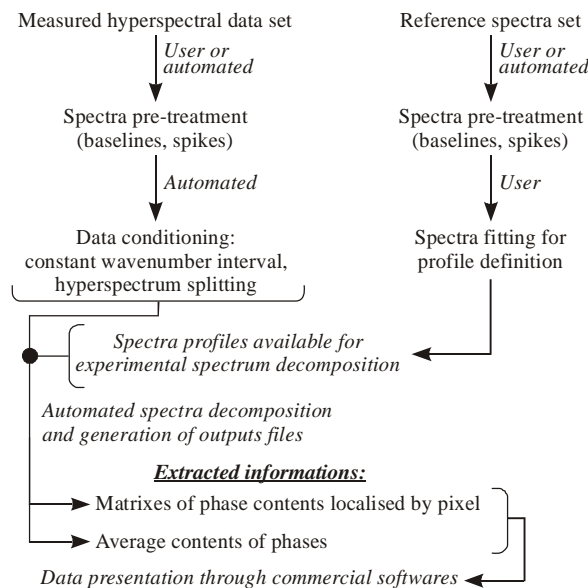 Measured hyperspectral data set
Reference spectra set
User or
automated
User or
automated
Spectra pre-treatment
(baselines, spikes)
Spectra pre-treatment
(baselines, spikes)
Automated
User
Data conditioning:
constant wavenumber interval,
hyperspectrum splitting
Spectra fitting for
profile definition
Spectra profiles available for
experimental spectrum decomposition
Automated spectra decomposition
and generation of outputs files
Extracted informations:
Matrixes of phase contents localised by pixel
Average contents of phases
Data presentation through commercial softwares